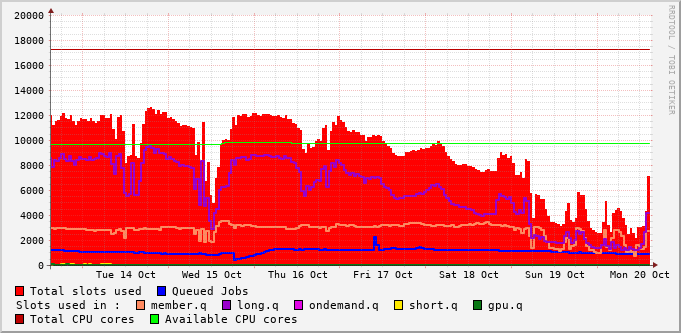 20000
18000
16000
14000
12000
10000
8000
6000
4000
2000
0
Tue 14 Oct Wed 15 Oct Thu 16 Oct Fri 17 Oct Sat 18 Oct Sun 19 Oct Mon 20 Oct
Total slots used Queued Jobs
Slots used in : member.q long.q ondemand.q short.q gpu.q
Total CPU cores Available CPU cores
RRDTOOL / TOBI OETIKER